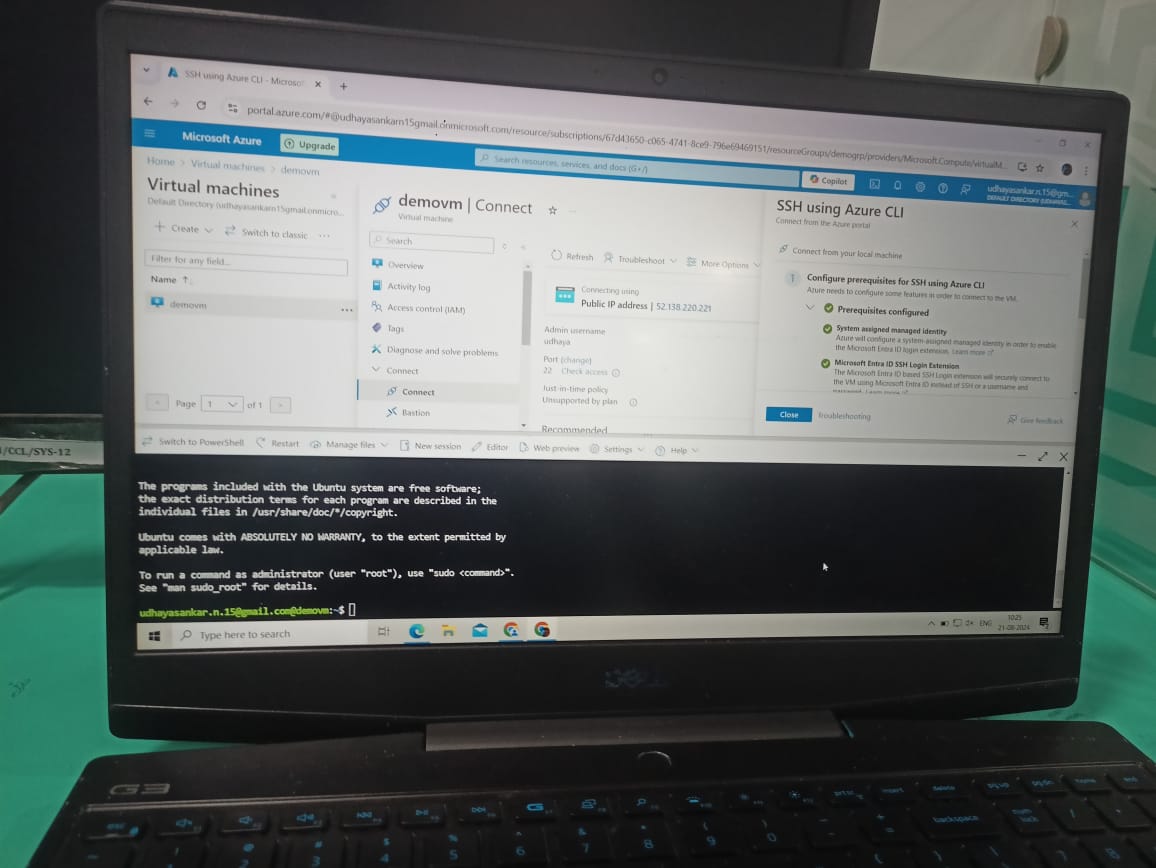 SSH using Azure CLI - Microso
portal.azure.com/#@udhayasankarn15gmail.onmicrosoft.com/resource/subscriptions/67d43650-c065-4741-8ce9-796e69469151/resourceGroups/demogrp/providers/Microsoft.Compute/virtualM...
Microsoft Azure
Upgrade
Search resources, services, and docs (G+/)
Copilot
udhayasankar.n.15@gm...
DEFAULT DIRECTORY (UDHAYAS...
Home > Virtual machines > demovm
Virtual machines
Default Directory (udhayasankarn15gmail.onmicro...
+ Create
Switch to classic
...
Filter for any field...
Name ↑
demovm
...
Page 1 of 1
demovm | Connect
Virtual machine
Search
Overview
Activity log
Access control (IAM)
Tags
Diagnose and solve problems
Connect
Connect
Bastion
Refresh
Troubleshoot
More Options
Connecting using
Public IP address | 52.138.220.221
Admin username
udhaya
Port (change)
22 Check access
Just-in-time policy
Unsupported by plan
Recommended
SSH using Azure CLI
Connect from the Azure portal
Connect from your local machine
1 Configure prerequisites for SSH using Azure CLI
Azure needs to configure some features in order to connect to the VM.
Prerequisites configured
System assigned managed identity
Azure will configure a system-assigned managed identity in order to enable
the Microsoft Entra ID login extension. Learn more
Microsoft Entra ID SSH Login Extension
The Microsoft Entra ID based SSH Login extension will securely connect to
the VM using Microsoft Entra ID instead of SSH or a username and
Close
Troubleshooting
Give feedback
Switch to PowerShell
Restart
Manage files
New session
Editor
Web preview
Settings
Help
The programs included with the Ubuntu system are free software;
the exact distribution terms for each program are described in the
individual files in /usr/share/doc/*/copyright.
Ubuntu comes with ABSOLUTELY NO WARRANTY, to the extent permitted by
applicable law.
To run a command as administrator (user "root"), use "sudo <command>".
See "man sudo_root" for details.
udhayasankar.n.15@gmail.com@demovm:~$
Type here to search
ENG
10:25
21-08-2024
/CCL/SYS-12
DELL
G3
esc
prt sc
insert
delete
home
end
backspace
num
lock